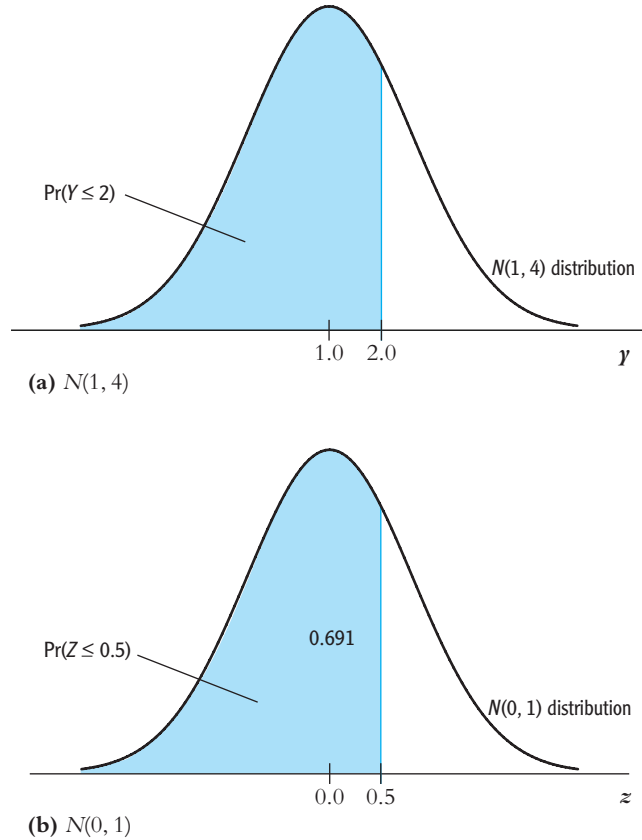 Pr(Y ≤ 2)
N(1, 4) distribution
1.0 2.0 y
(a) N(1, 4)
0.691
Pr(Z ≤ 0.5)
N(0, 1) distribution
0.0 0.5 z
(b) N(0, 1)